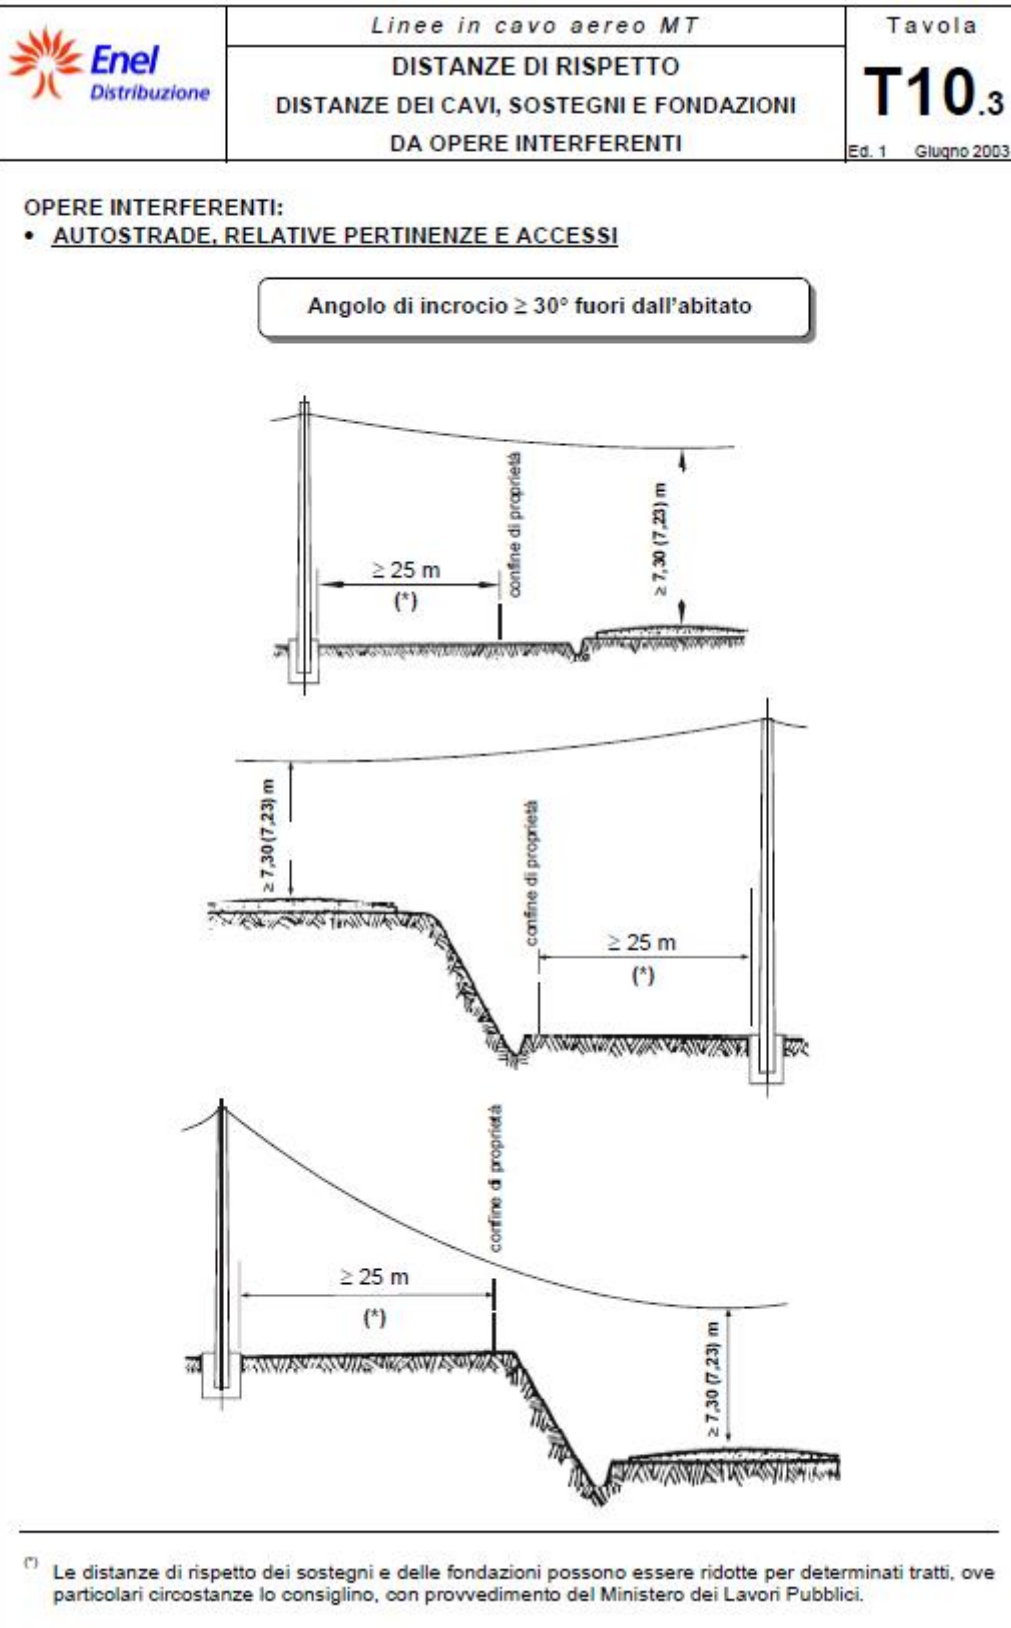 Enel
Distribuzione
Linee in cavo aereo MT
DISTANZE DI RISPETTO
DISTANZE DEI CAVI, SOSTEGNI E FONDAZIONI
DA OPERE INTERFERENTI
Tavola
T10.3
Ed. 1 Giugno 2003
OPERE INTERFERENTI:
• AUTOSTRADE, RELATIVE PERTINENZE E ACCESSI
Angolo di incrocio ≥ 30° fuori dall'abitato
≥ 25 m
(*)
confine di proprietà
≥ 7,30 (7,23) m
≥ 7,30 (7,23) m
confine di proprietà
≥ 25 m
(*)
≥ 25 m
(*)
confine di proprietà
≥ 7,30 (7,23) m
(*) Le distanze di rispetto dei sostegni e delle fondazioni possono essere ridotte per determinati tratti, ove
particolari circostanze lo consiglino, con provvedimento del Ministero dei Lavori Pubblici.